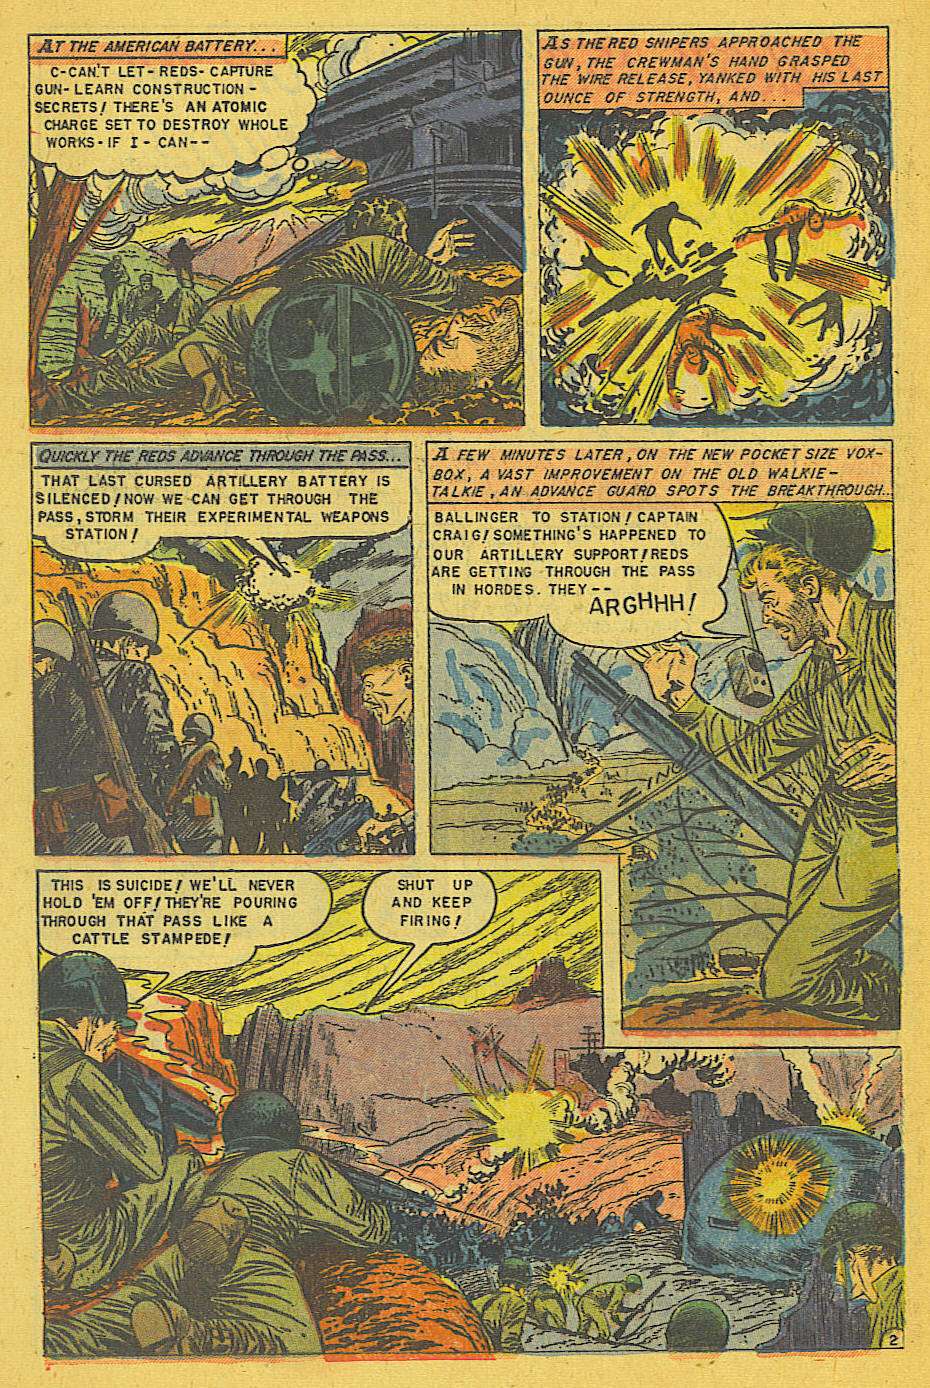 AT THE AMERICAN BATTERY...
C-CAN'T LET-REDS-CAPTURE
GUN-LEARN CONSTRUCTION-
SECRETS! THERE'S AN ATOMIC
CHARGE SET TO DESTROY WHOLE
WORKS-IF I-CAN--
AS THE RED SNIPERS APPROACHED THE
GUN, THE CREWMAN'S HAND GRASPED
THE WIRE RELEASE, YANKED WITH HIS LAST
OUNCE OF STRENGTH, AND...
QUICKLY THE REDS ADVANCE THROUGH THE PASS...
THAT LAST CURSED ARTILLERY BATTERY IS
SILENCED! NOW WE CAN GET THROUGH THE
PASS, STORM THEIR EXPERIMENTAL WEAPONS
STATION!
A FEW MINUTES LATER, ON THE NEW POCKET SIZE VOX-
BOX, A VAST IMPROVEMENT ON THE OLD WALKIE-
TALKIE, AN ADVANCE GUARD SPOTS THE BREAKTHROUGH...
BALLINGER TO STATION! CAPTAIN
CRAIG! SOMETHING'S HAPPENED TO
OUR ARTILLERY SUPPORT! REDS
ARE GETTING THROUGH THE PASS
IN HORDES. THEY--
ARGHHH!
THIS IS SUICIDE! WE'LL NEVER
HOLD 'EM OFF! THEY'RE POURING
THROUGH THAT PASS LIKE A
CATTLE STAMPEDE!
SHUT UP
AND KEEP
FIRING!
2